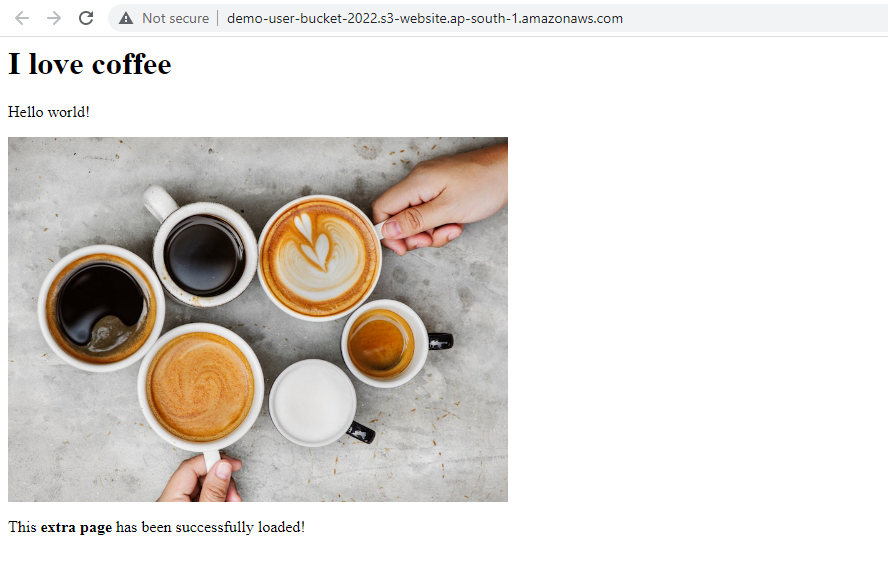 Not secure | demo-user-bucket-2022.s3-website.ap-south-1.amazonaws.com
I love coffee
Hello world!
This extra page has been successfully loaded!